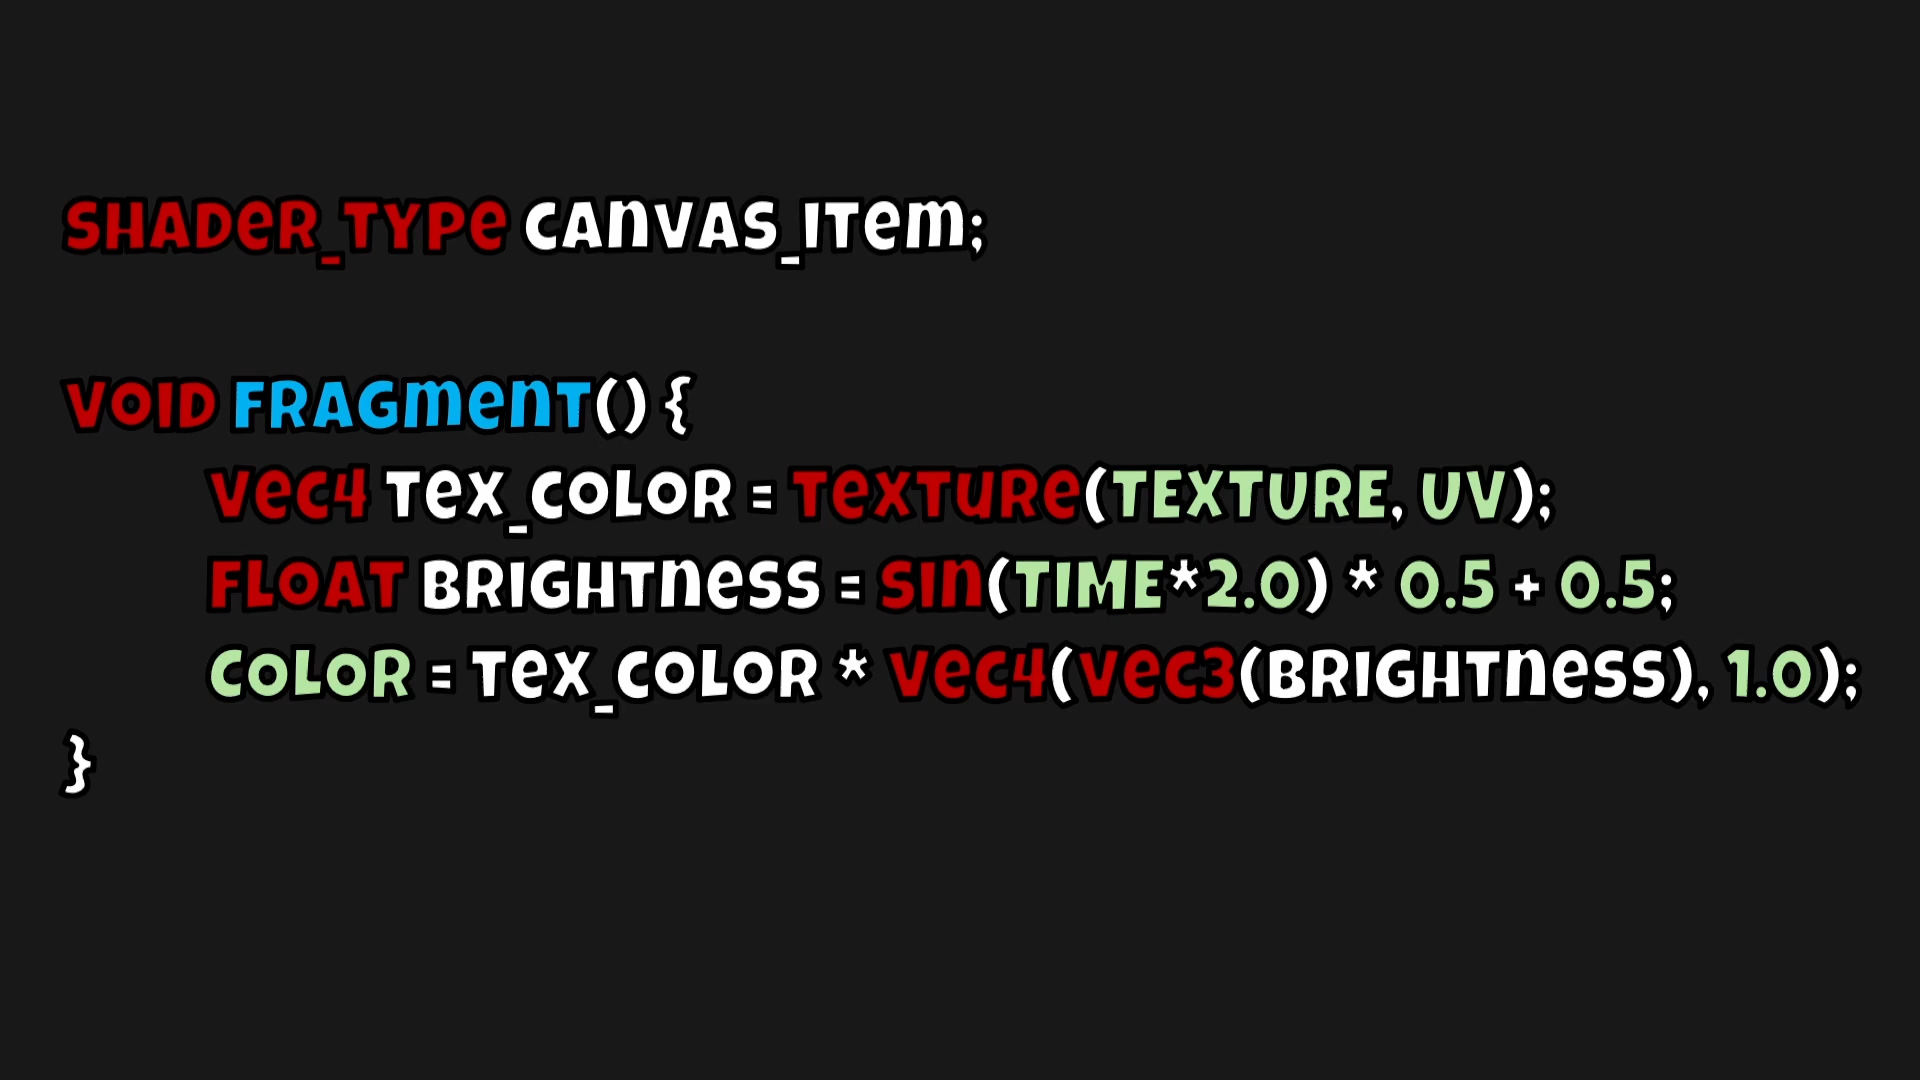 shader_type canvas_item;
void fragment() {
vec4 tex_color = texture(TEXTURE, UV);
float brightness = sin(TIME*2.0) * 0.5 + 0.5;
COLOR = tex_color * vec4(vec3(brightness), 1.0);
}